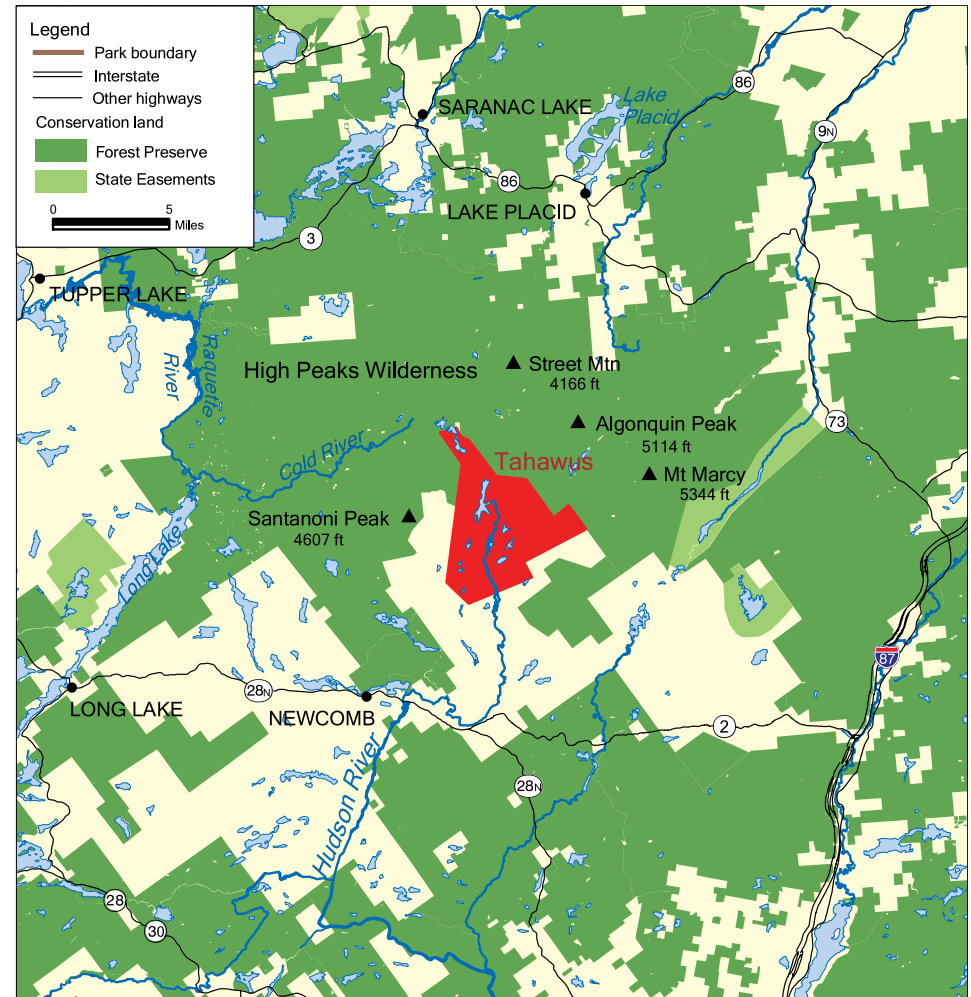 Legend
Park boundary
Interstate
Other highways
Conservation land
Forest Preserve
State Easements
0 5
Miles
SARANAC LAKE
Lake
Placid
86
9N
86
LAKE PLACID
3
TUPPER LAKE
Raquette
River
High Peaks Wilderness
Street Mtn
4166 ft
Algonquin Peak
5114 ft
73
Cold River
Tahawus
Mt Marcy
5344 ft
Santanoni Peak
4607 ft
Long Lake
87
LONG LAKE
28N
NEWCOMB
2
Hudson River
28N
28
30